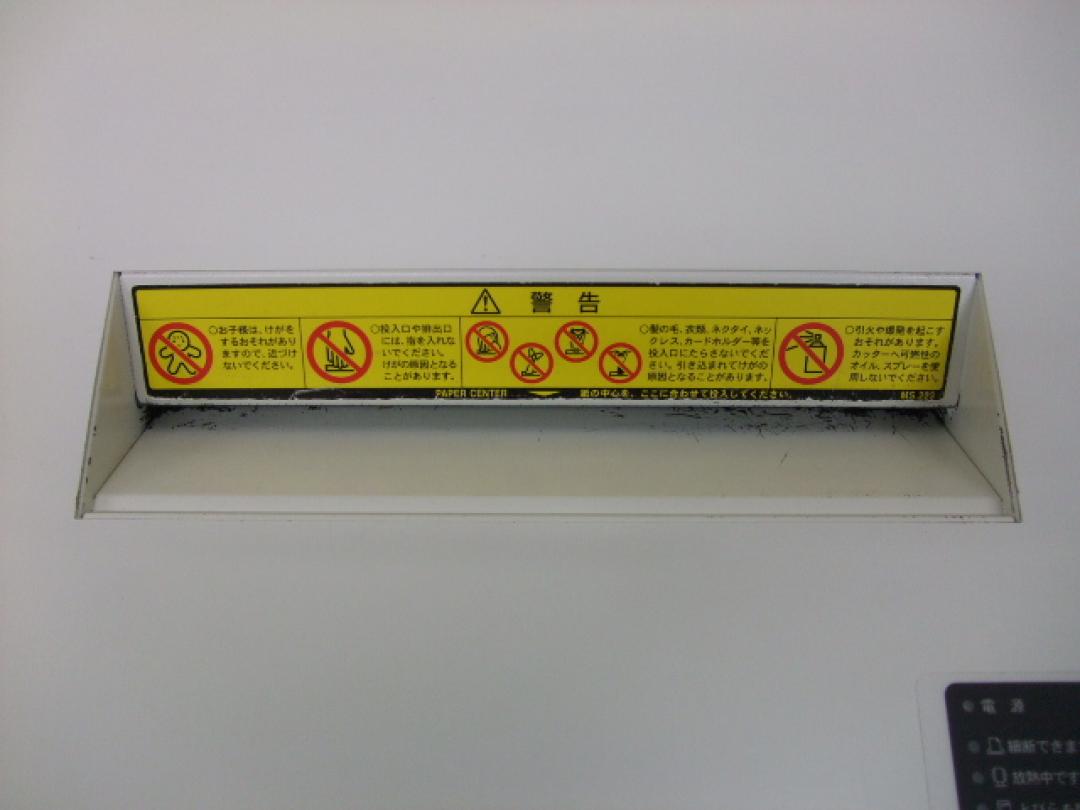 警告
○お子様は、けがを
するおそれがあり
ますので、近づけ
ないでください。
○投入口や排出口
には、指を入れな
いでください。
けがの原因となる
ことがあります。
○髪の毛、衣類、ネクタイ、ネッ
クレス、カードホルダー等を
投入口にたらさないでくだ
さい。引き込まれてけがの
原因となることがあります。
○引火や爆発を起こす
おそれがあります。
カッターへ可燃性の
オイル、スプレーを使
用しないでください。
PAPER CENTER 紙の中心を、ここに合わせて投入してください。
電源
細断できま
放熱中です